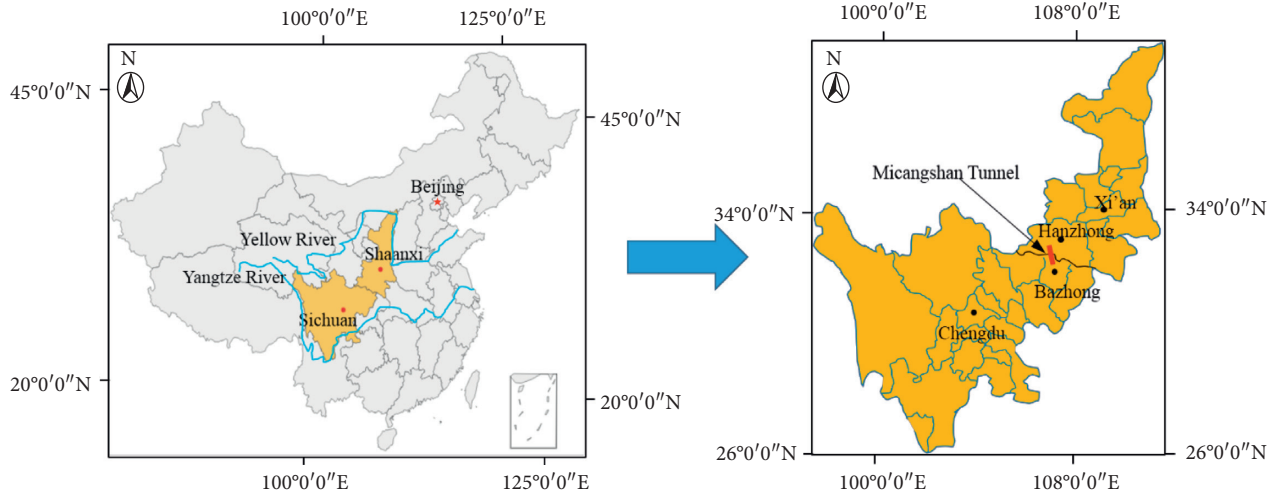 100°0′0″E
125°0′0″E
N
45°0′0″N
45°0′0″N
Beijing
Yellow River
Shaanxi
Yangtze River
Sichuan
20°0′0″N
20°0′0″N
100°0′0″E
125°0′0″E
100°0′0″E
108°0′0″E
N
Micangshan Tunnel
Xi'an
34°0′0″N
34°0′0″N
Hanzhong
Bazhong
Chengdu
26°0′0″N
26°0′0″N
100°0′0″E
108°0′0″E